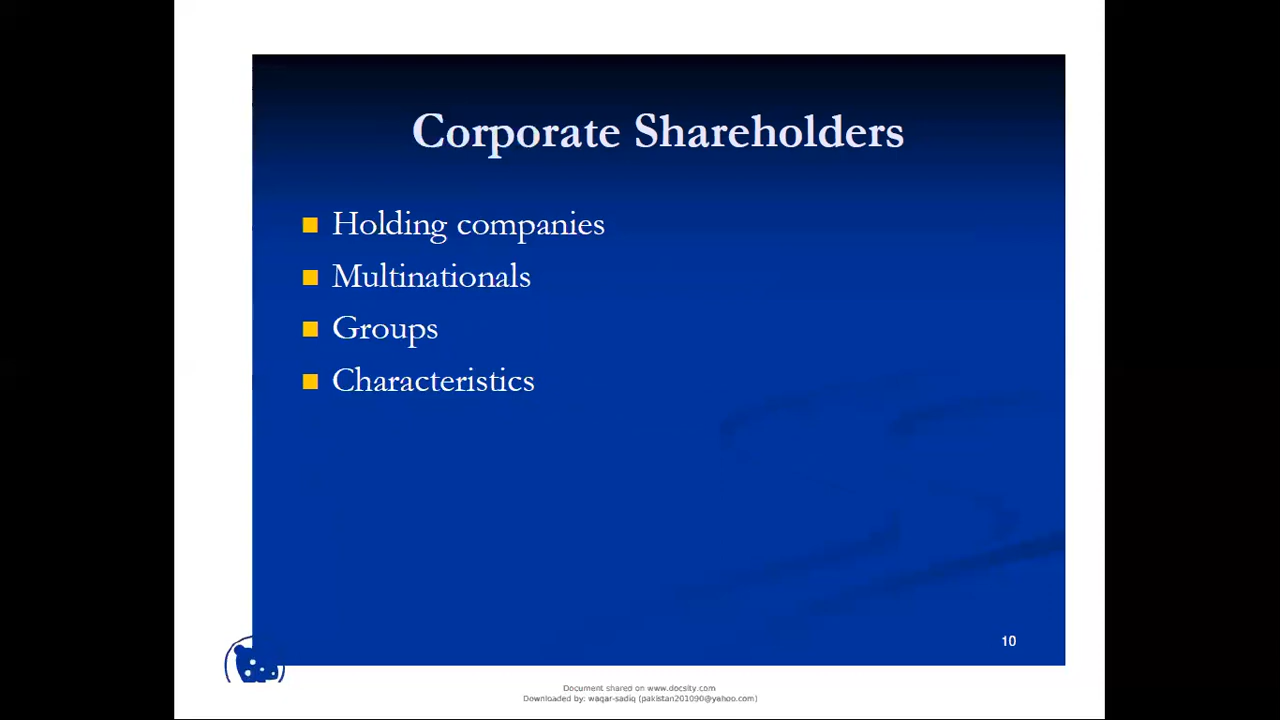 Corporate Shareholders
Holding companies
Multinationals
Groups
Characteristics
10
Document shared on www.docsity.com
Downloaded by: waqar-sadiq (pakistan201090@yahoo.com)